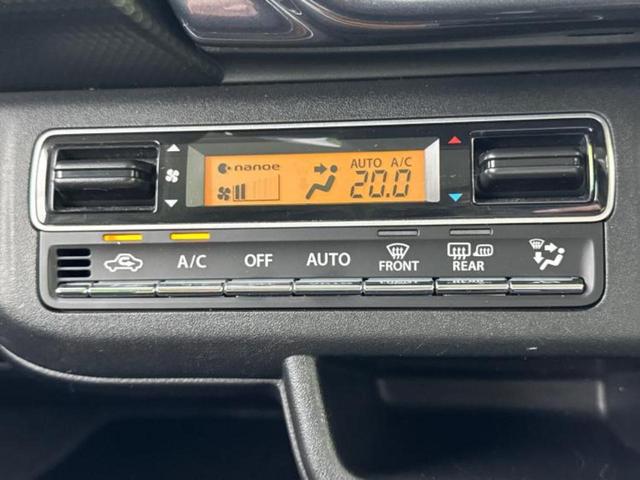 nanoe
AUTO A/C
20.0
A/C OFF AUTO FRONT REAR